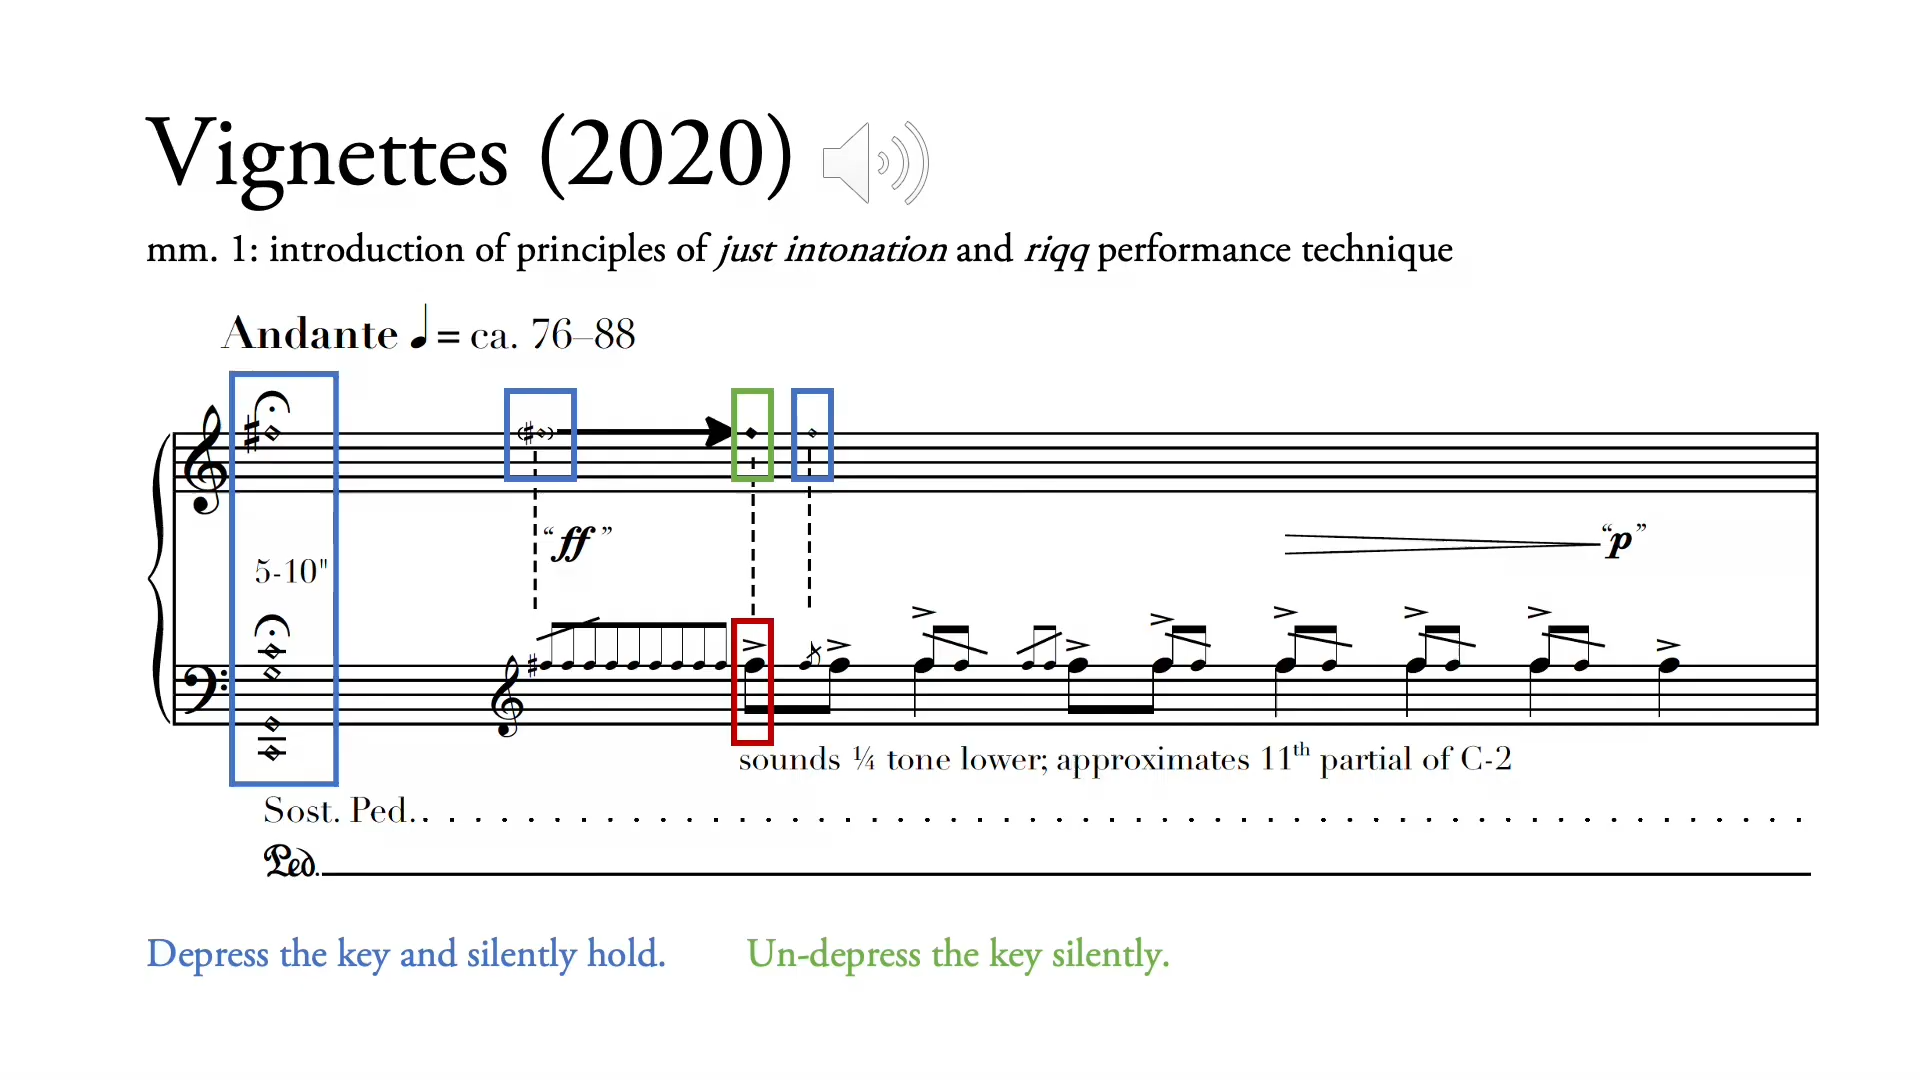 Vignettes (2020)
mm. 1: introduction of principles of just intonation and riqq performance technique
Andante ♩ = ca. 76–88
“ff”
“p”
5-10"
sounds ¼ tone lower; approximates 11th partial of C-2
Sost. Ped.
Ped.
Depress the key and silently hold.
Un-depress the key silently.